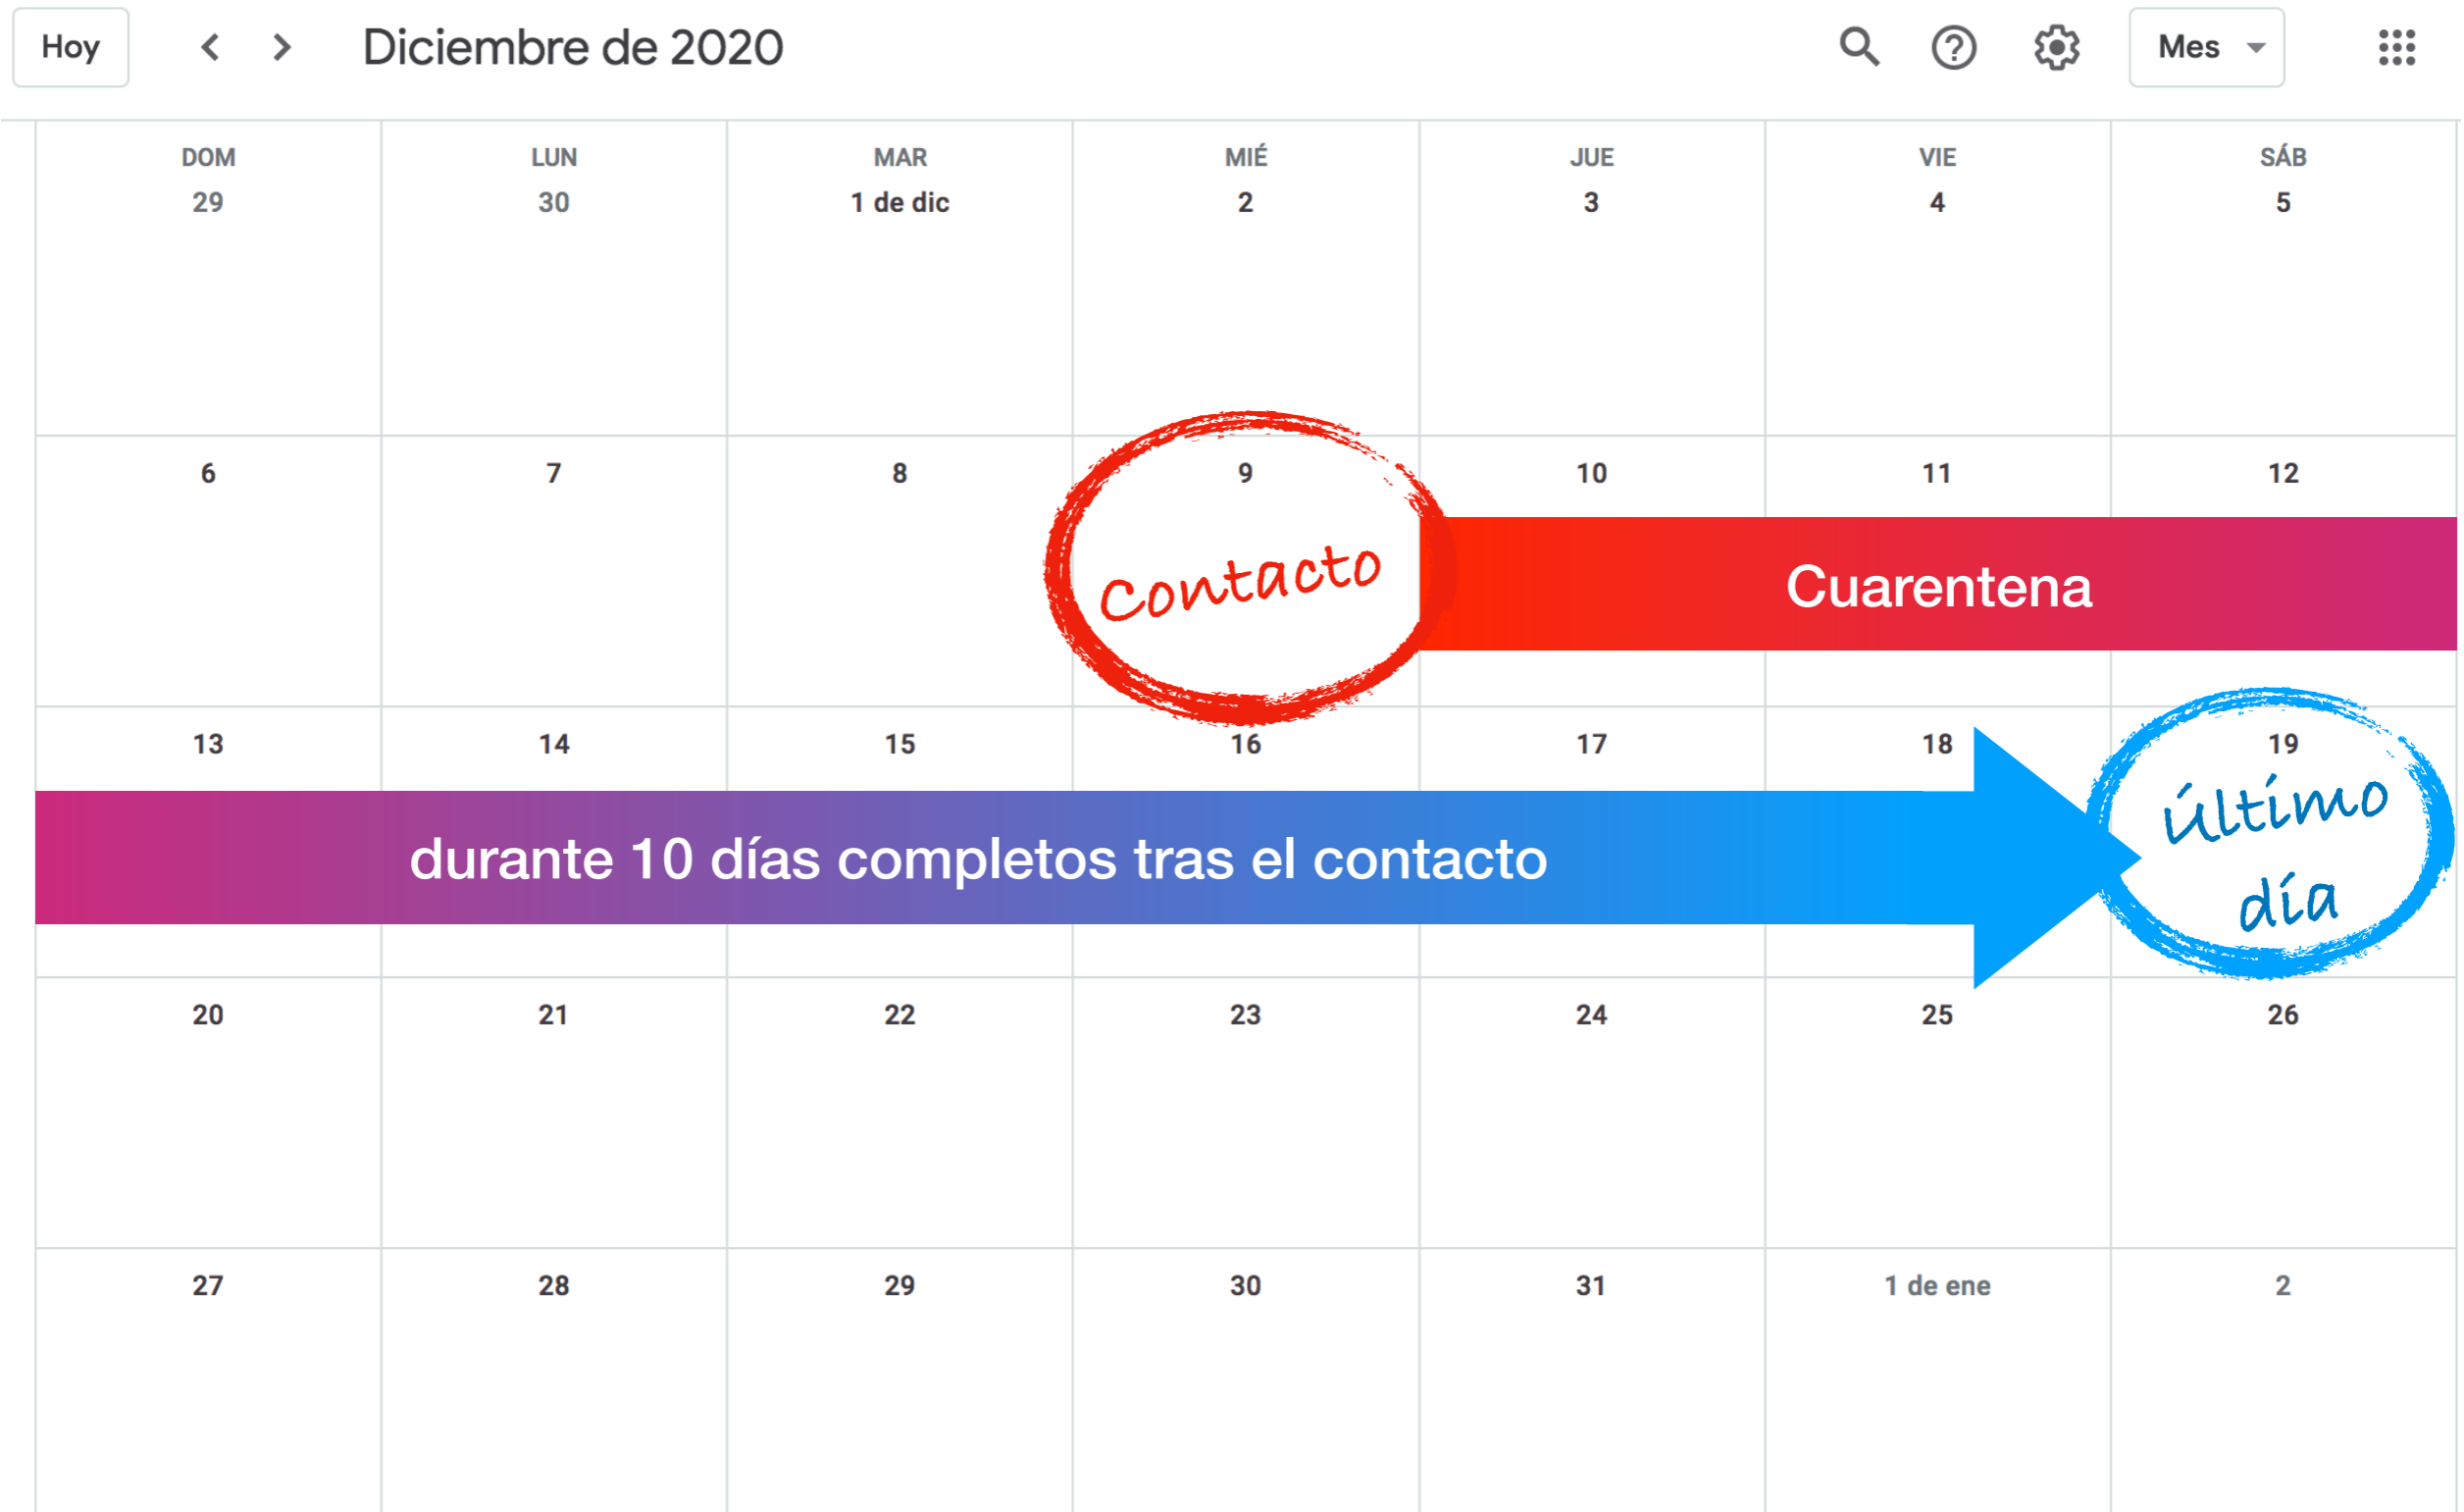 Hoy < > Diciembre de 2020 Mes
DOM LUN MAR MIÉ JUE VIE SÁB
29 30 1 de dic 2 3 4 5
6 7 8 9 10 11 12
Contacto Cuarentena
13 14 15 16 17 18 19
último
durante 10 días completos tras el contacto
día
20 21 22 23 24 25 26
27 28 29 30 31 1 de ene 2